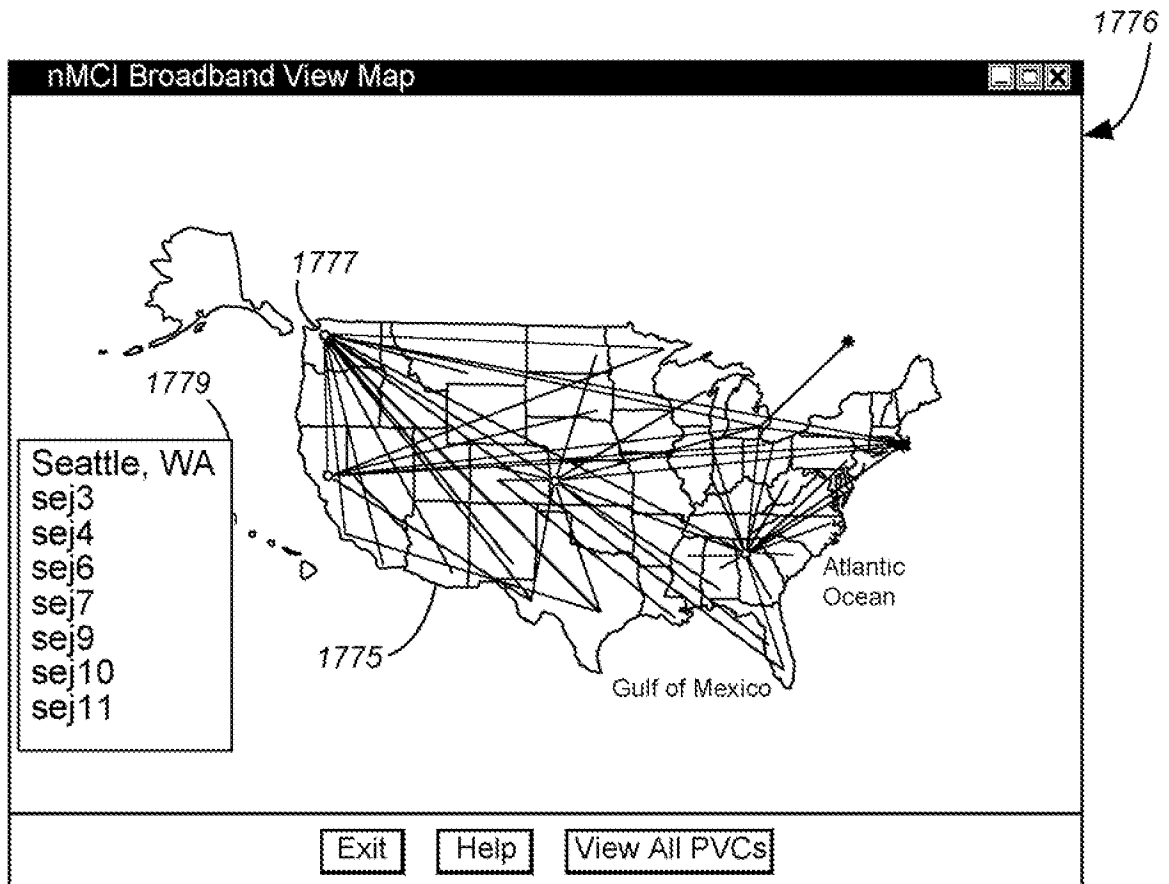 1776
nMCI Broadband View Map
1777
1779
Seattle, WA
sej3
sej4
sej6
sej7
sej9
sej10
sej11
1775
Atlantic
Ocean
Gulf of Mexico
Exit
Help
View All PVCs